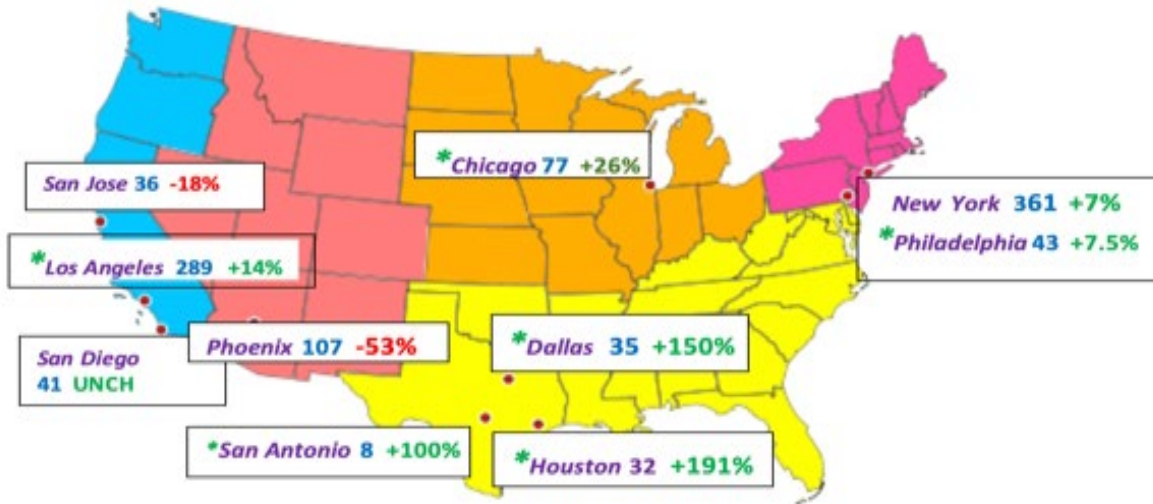 *Chicago 77 +26%
San Jose 36 -18%
New York 361 +7%
*Philadelphia 43 +7.5%
*Los Angeles 289 +14%
Phoenix 107 -53%
*Dallas 35 +150%
San Diego
41 UNCH
*San Antonio 8 +100%
*Houston 32 +191%